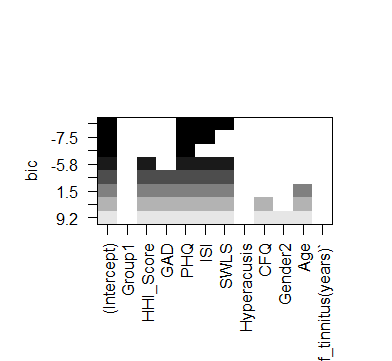 bic
-7.5
-5.8
1.5
9.2
(Intercept)
Group1
HHI_Score
GAD
PHQ
ISI
SWLS
Hyperacusis
CFQ
Gender2
Age
f_tinnitus(years)`